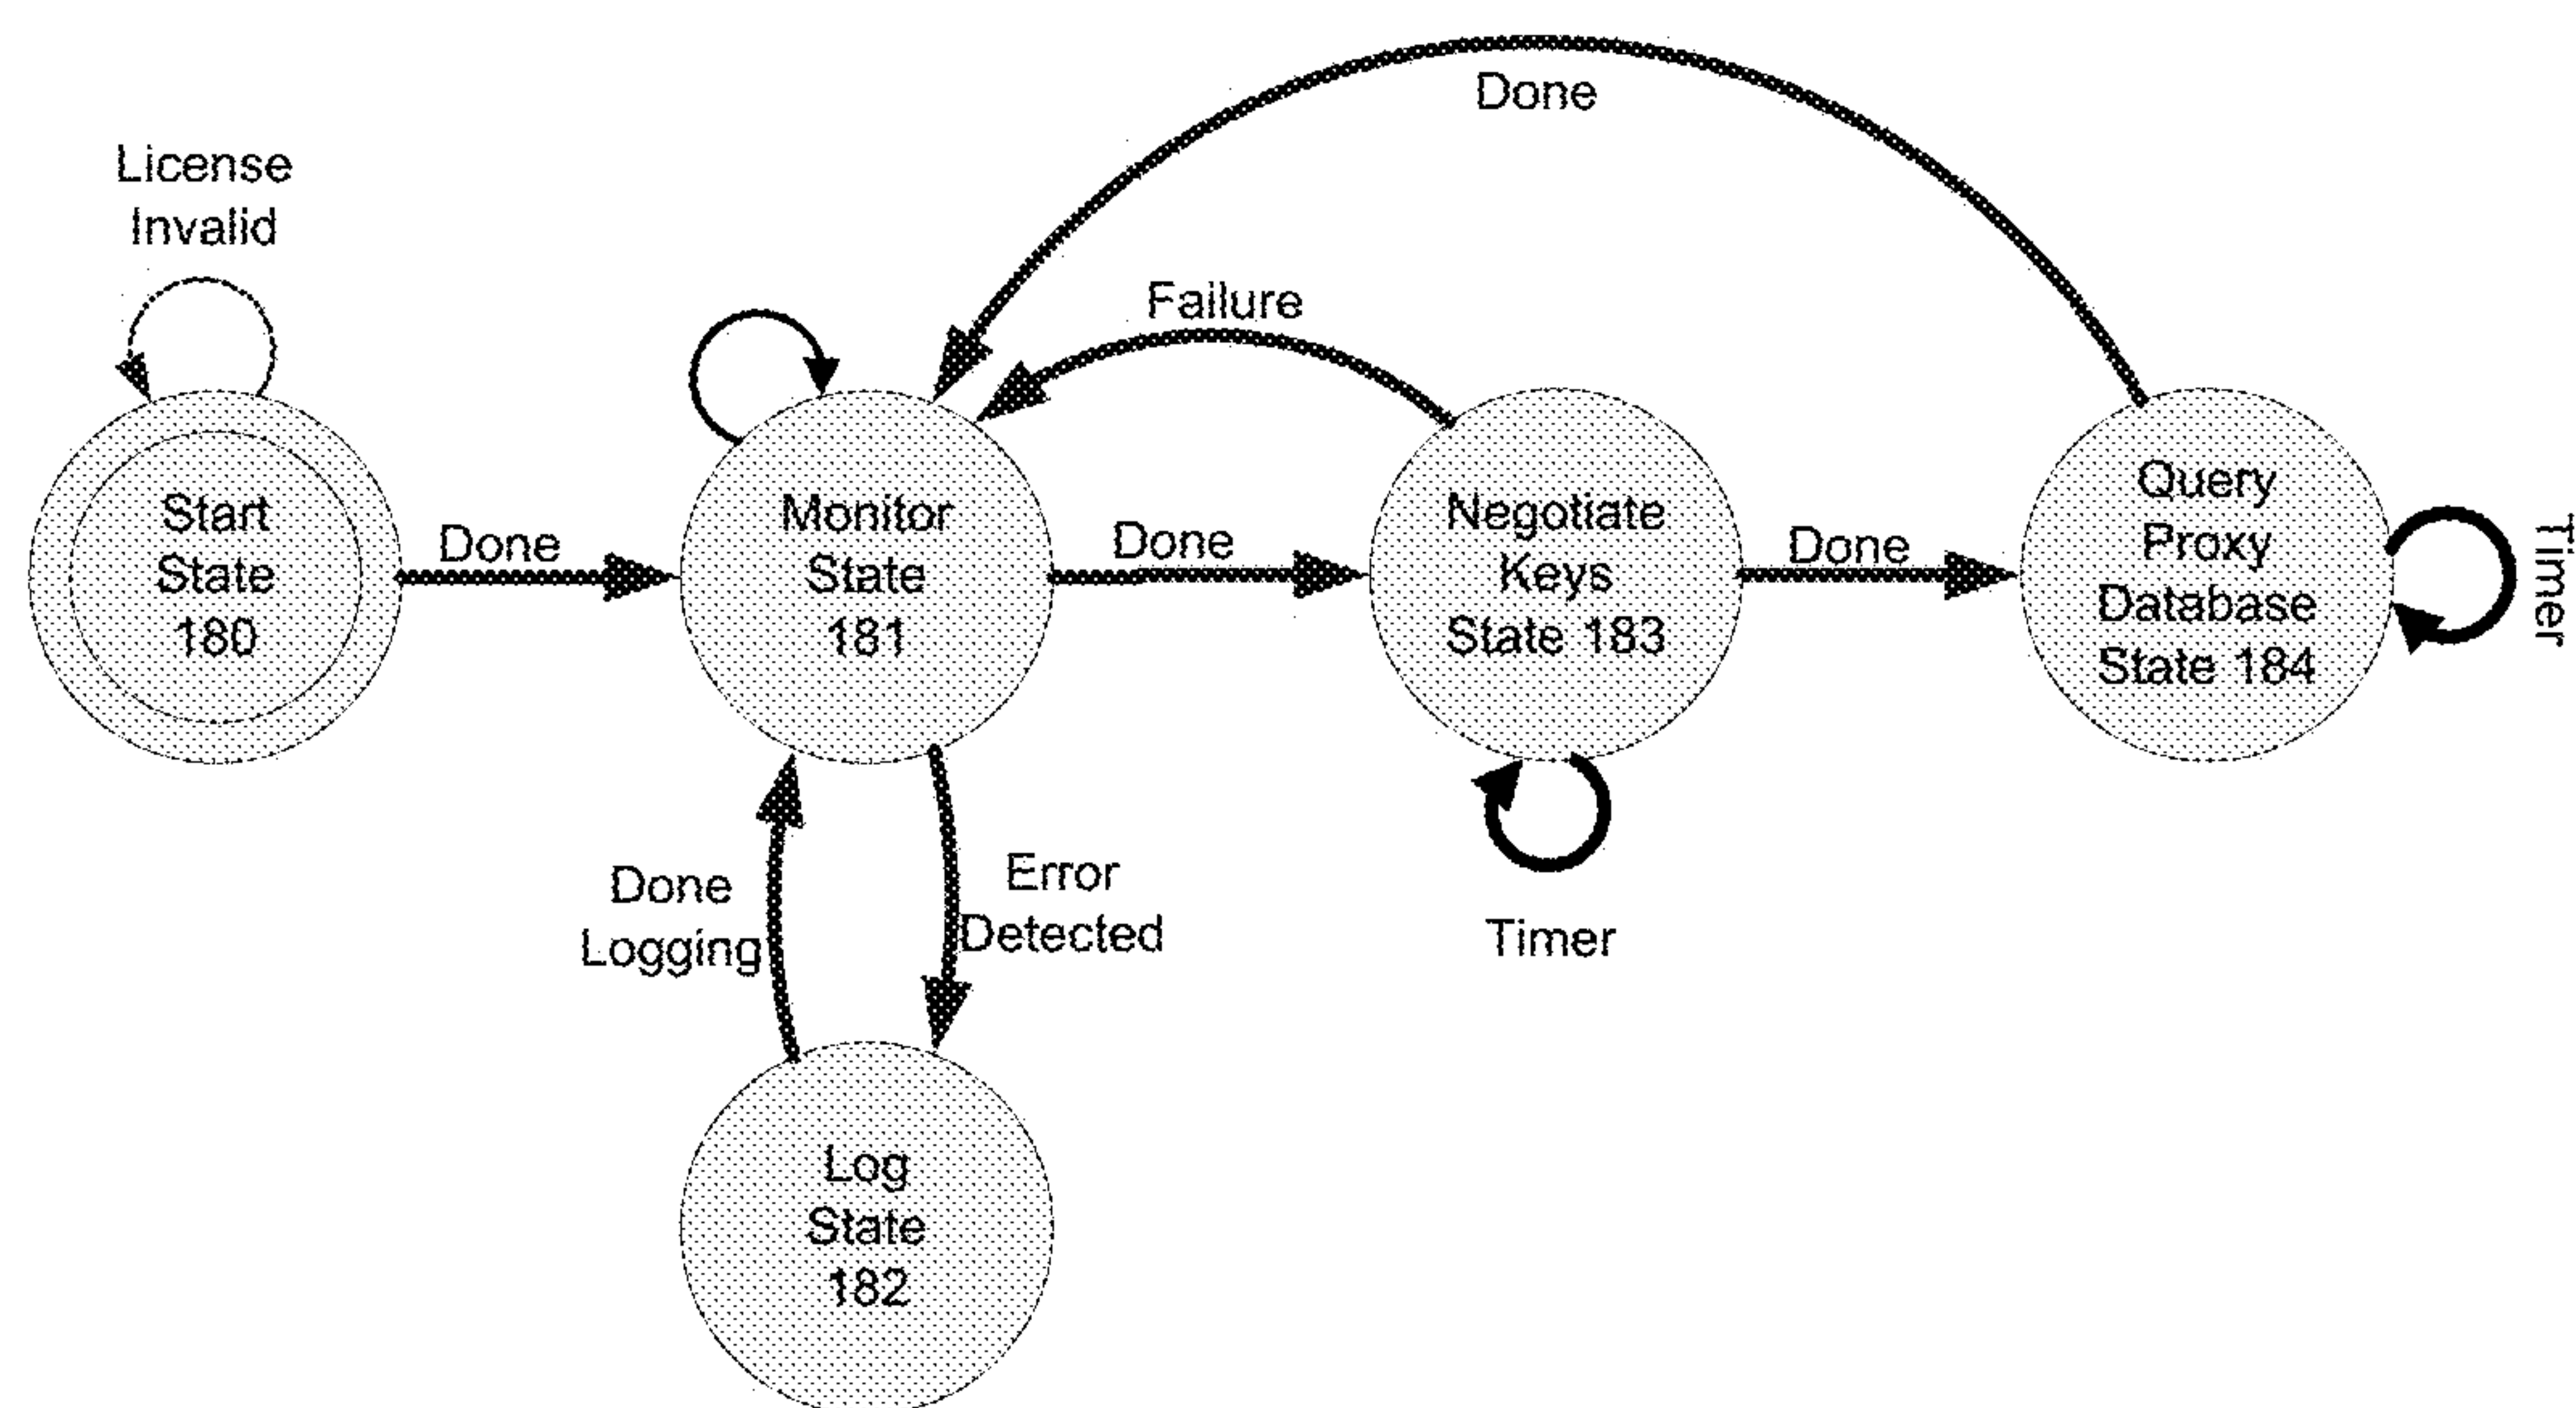 Done
License
Invalid
Failure
Start
State
180
Done
Monitor
State
181
Done
Negotiate
Keys
State 183
Done
Query
Proxy
Database
State 184
Timer
Done
Logging
Error
Detected
Timer
Log
State
182